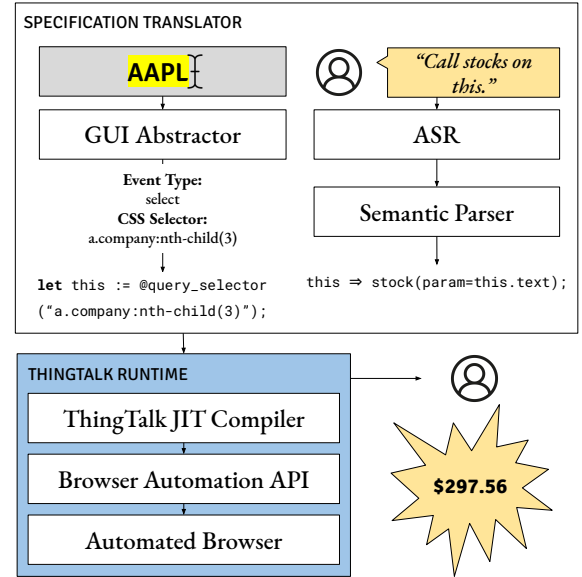 SPECIFICATION TRANSLATOR
AAPL
GUI Abstractor
Event Type:
select
CSS Selector:
a.company:nth-child(3)
let this := @query_selector
(“a.company:nth-child(3)”);
“Call stocks on
this.”
ASR
Semantic Parser
this ⇒ stock(param=this.text);
THINGTALK RUNTIME
ThingTalk JIT Compiler
Browser Automation API
Automated Browser
$297.56